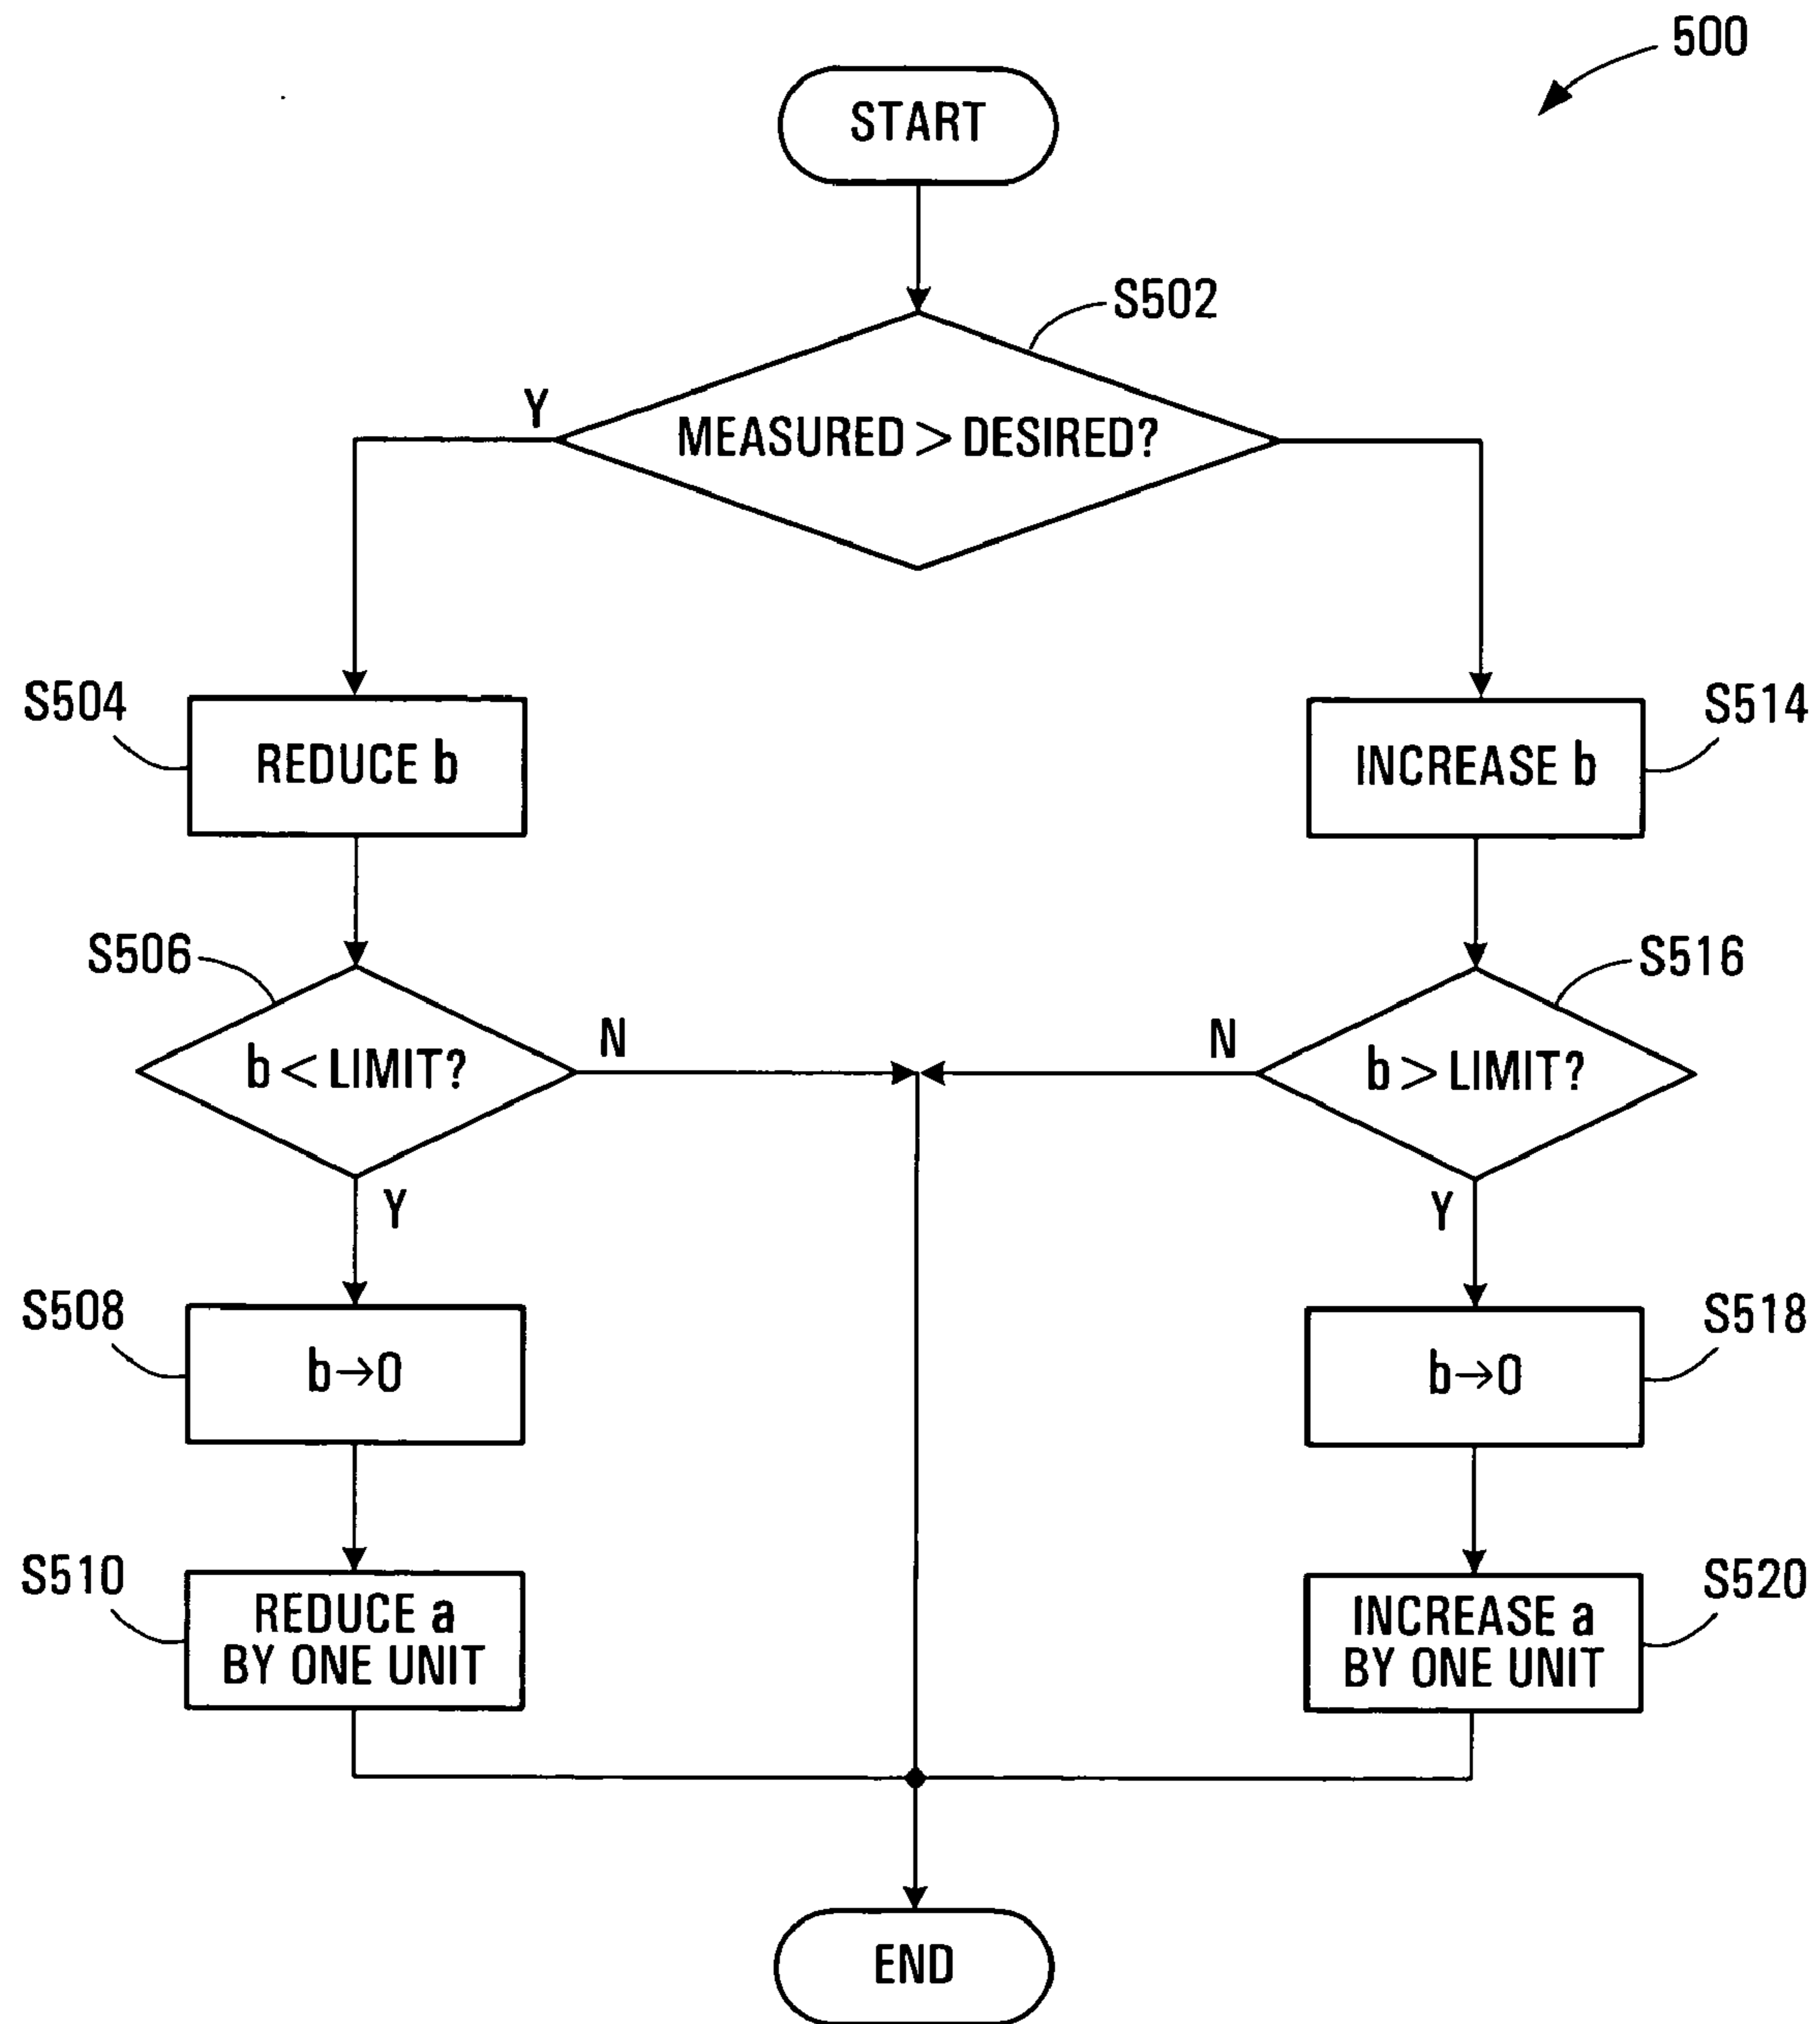 500
START
S502
Y
MEASURED > DESIRED?
S504
REDUCE b
S514
INCREASE b
S506
b < LIMIT?
N
S516
b > LIMIT?
N
Y
Y
S508
b→0
S518
b→0
S510
REDUCE a
BY ONE UNIT
S520
INCREASE a
BY ONE UNIT
END